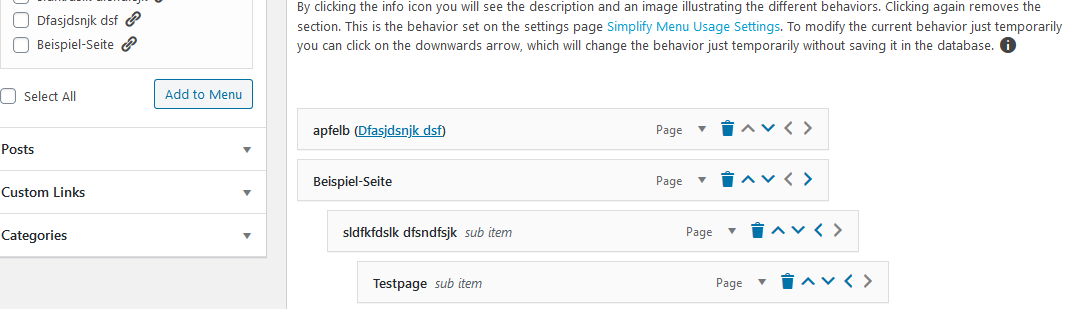 Dfasjdsnjk dsf
Beispiel-Seite
Select All
Add to Menu
Posts
Custom Links
Categories
By clicking the info icon you will see the description and an image illustrating the different behaviors. Clicking again removes the
section. This is the behavior set on the settings page Simplify Menu Usage Settings. To modify the current behavior just temporarily
you can click on the downwards arrow, which will change the behavior just temporarily without saving it in the database.
apfelb (Dfasjdsnjk dsf) Page
Beispiel-Seite Page
sldfkfdslk dfsndfsjk sub item Page
Testpage sub item Page